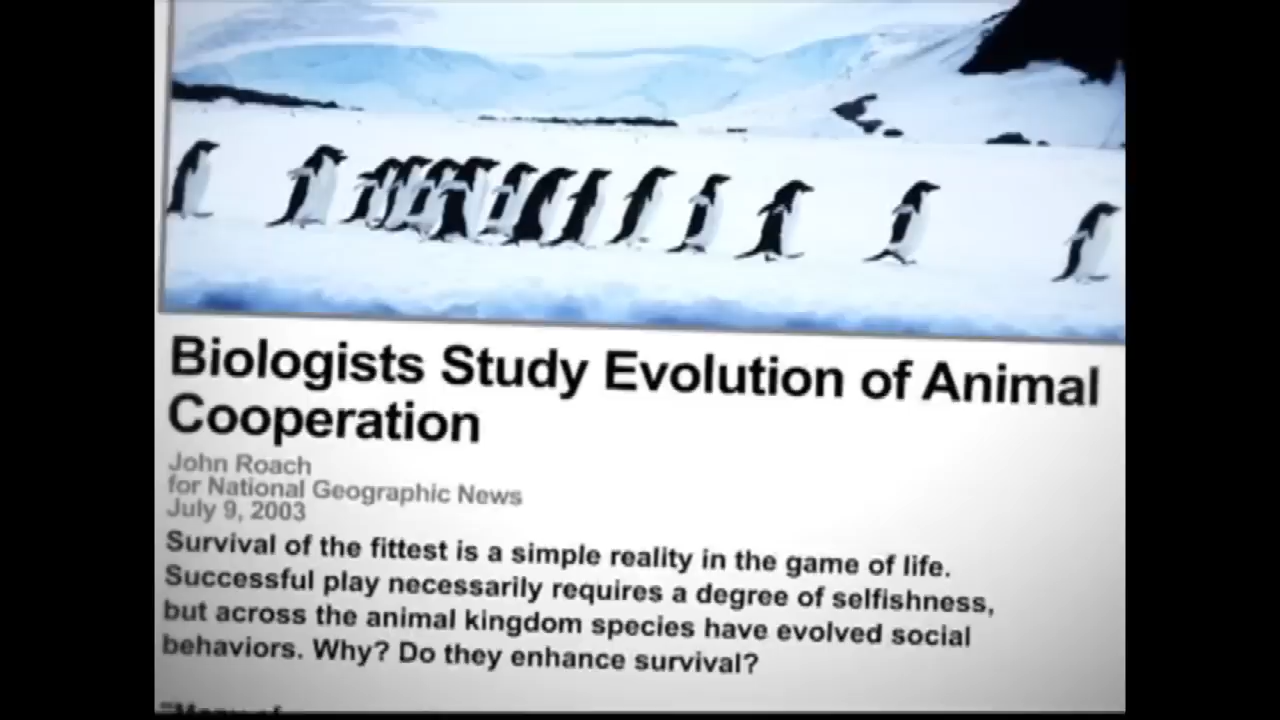 Biologists Study Evolution of Animal
Cooperation
John Roach
for National Geographic News
July 9, 2003
Survival of the fittest is a simple reality in the game of life.
Successful play necessarily requires a degree of selfishness,
but across the animal kingdom species have evolved social
behaviors. Why? Do they enhance survival?